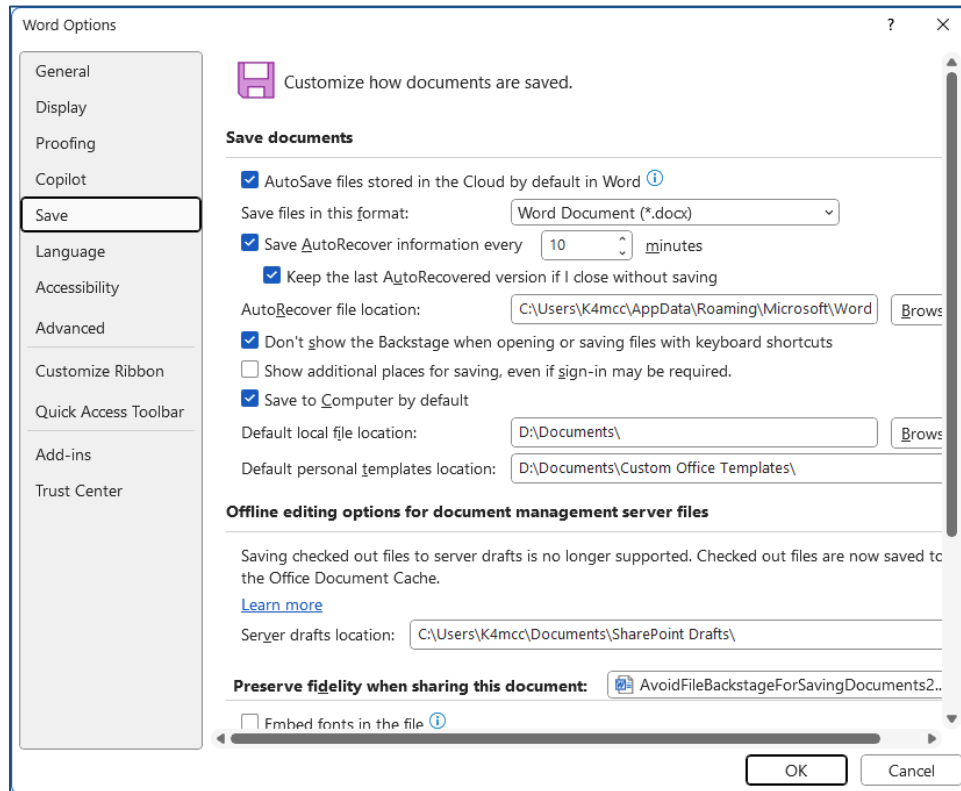 Word Options
?
General
Display
Proofing
Copilot
Save
Language
Accessibility
Advanced
Customize Ribbon
Quick Access Toolbar
Add-ins
Trust Center
Customize how documents are saved.
Save documents
AutoSave files stored in the Cloud by default in Word
Save files in this format: Word Document (*.docx)
Save AutoRecover information every 10 minutes
Keep the last AutoRecovered version if I close without saving
AutoRecover file location: C:\Users\K4mcc\AppData\Roaming\Microsoft\Word Brows
Don't show the Backstage when opening or saving files with keyboard shortcuts
Show additional places for saving, even if sign-in may be required.
Save to Computer by default
Default local file location: D:\Documents\ Brows
Default personal templates location: D:\Documents\Custom Office Templates\
Offline editing options for document management server files
Saving checked out files to server drafts is no longer supported. Checked out files are now saved to
the Office Document Cache.
Learn more
Server drafts location: C:\Users\K4mcc\Documents\SharePoint Drafts\
Preserve fidelity when sharing this document: AvoidFileBackstageForSavingDocuments2...
Embed fonts in the file
OK Cancel